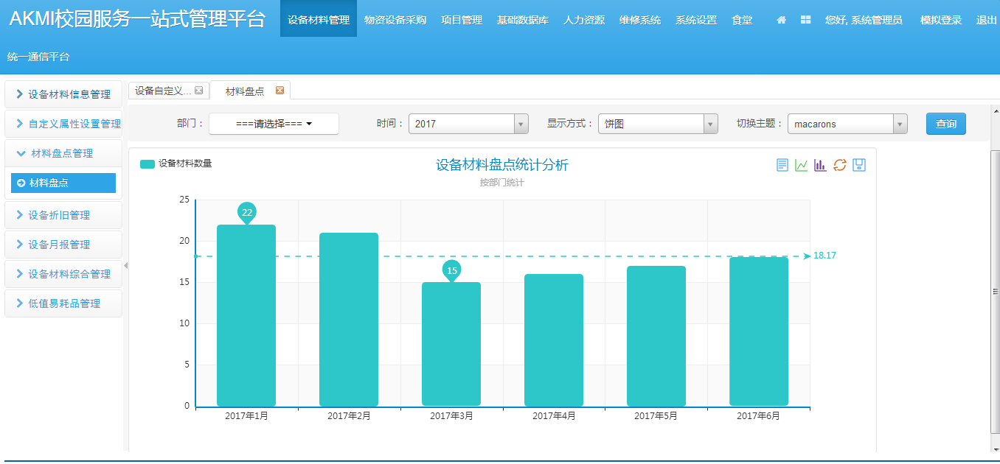 AKMI校园服务一站式管理平台 设备材料管理 物资设备采购 项目管理 基础数据库 人力资源 维修系统 系统设置 食堂 您好, 系统管理员 模拟登录 退出
统一通信平台
设备材料信息管理
自定义属性设置管理
材料盘点管理
材料盘点
设备折旧管理
设备月报管理
设备材料综合管理
低值易耗品管理
设备自定义... 材料盘点
部门： ===请选择=== 时间： 2017 显示方式： 饼图 切换主题： macarons 查询
设备材料数量 设备材料盘点统计分析
按部门统计
25
22
20
18.17
15
15
10
5
0
2017年1月 2017年2月 2017年3月 2017年4月 2017年5月 2017年6月